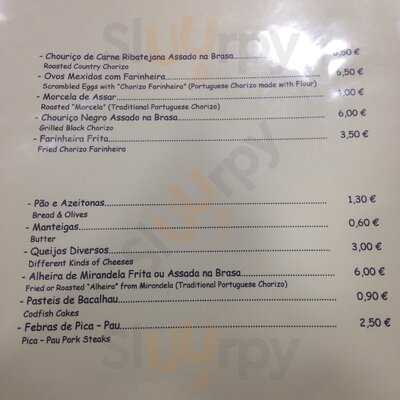 - Chouriço de Carne Ribatejana Assado na Brasa
Roasted Country Chorizo
- Ovos Mexidos com Farinheira 6,50 €
Scrombled Eggs with "Chorizo Farinheira" (Portuguese Chorizo made with Flour)
- Morcela de Assar
Roasted "Morcela" (Traditional Portuguese Chorizo)
- Chouriço Negro Assado na Brasa 6,00 €
Grilled Black Chorizo
- Farinheira Frita 3,50 €
Fried Chorizo Farinheira
- Pão e Azeitonas 1,30 €
Bread & Olives
- Manteigas 0,60 €
Butter
- Queijos Diversos 3,00 €
Different Kinds of Cheeses
- Alheira de Mirandela Frita ou Assada na Brasa 6,00 €
Fried or Roasted "Alheira" from Mirandela (Traditional Portuguese Chorizo)
- Pasteis de Bacalhau 0,90 €
Codfish Cakes
- Febras de Pica - Pau 2,50 €
Pica - Pau Pork Steaks
Sluurpy
Sluurpy
Sluurpy